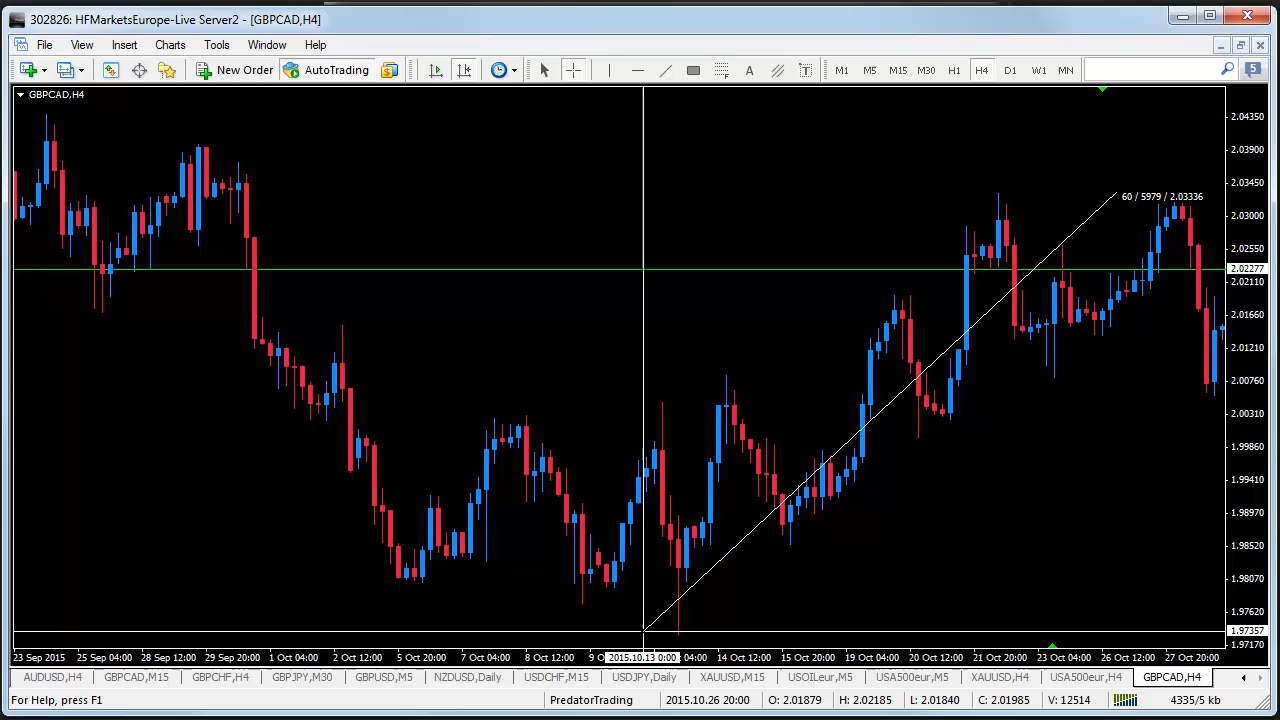 302826: HFMarketsEurope-Live Server2 - [GBPCAD,H4]
File View Insert Charts Tools Window Help
New Order AutoTrading A T M1 M5 M15 M30 H1 H4 D1 W1 MN 5
GBPCAD,H4
2.04350
2.03900
2.03450
60 / 5979 / 2.03336
2.03000
2.02550
2.02277
2.02110
2.01660
2.01210
2.00760
2.00310
1.99860
1.99410
1.98970
1.98520
1.98070
1.97620
1.97357
1.97170
23 Sep 2015 25 Sep 04:00 28 Sep 12:00 29 Sep 20:00 1 Oct 04:00 2 Oct 12:00 5 Oct 20:00 7 Oct 04:00 8 Oct 12:00 9 O 2015.10.13 0:00 04:00 14 Oct 12:00 15 Oct 20:00 19 Oct 04:00 20 Oct 12:00 21 Oct 20:00 23 Oct 04:00 26 Oct 12:00 27 Oct 20:00
AUDUSD,H4 GBPCAD,M15 GBPCHF,H4 GBPJPY,M30 GBPUSD,M5 NZDUSD,Daily USDCHF,M15 USDJPY,Daily XAUUSD,M15 USOILeur,M5 USA500eur,M5 XAUUSD,H4 USA500eur,H4 GBPCAD,H4
For Help, press F1 PredatorTrading 2015.10.26 20:00 O: 2.01879 H: 2.02185 L: 2.01840 C: 2.01985 V: 12514 4335/5 kb